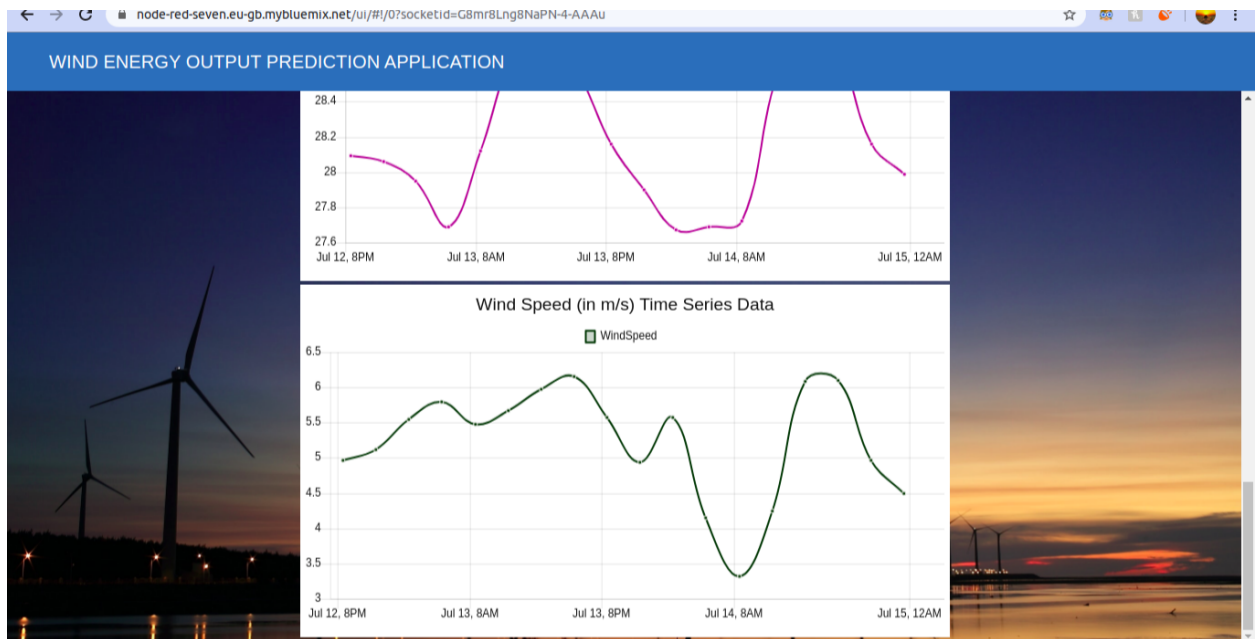 node-red-seven.eu-gb.mybluemix.net/ui/#!/0?socketid=G8mr8Lng8NaPN-4-AAAu
WIND ENERGY OUTPUT PREDICTION APPLICATION
28.4
28.2
28
27.8
27.6
Jul 12, 8PM Jul 13, 8AM Jul 13, 8PM Jul 14, 8AM Jul 15, 12AM
Wind Speed (in m/s) Time Series Data
WindSpeed
6.5
6
5.5
5
4.5
4
3.5
3
Jul 12, 8PM Jul 13, 8AM Jul 13, 8PM Jul 14, 8AM Jul 15, 12AM